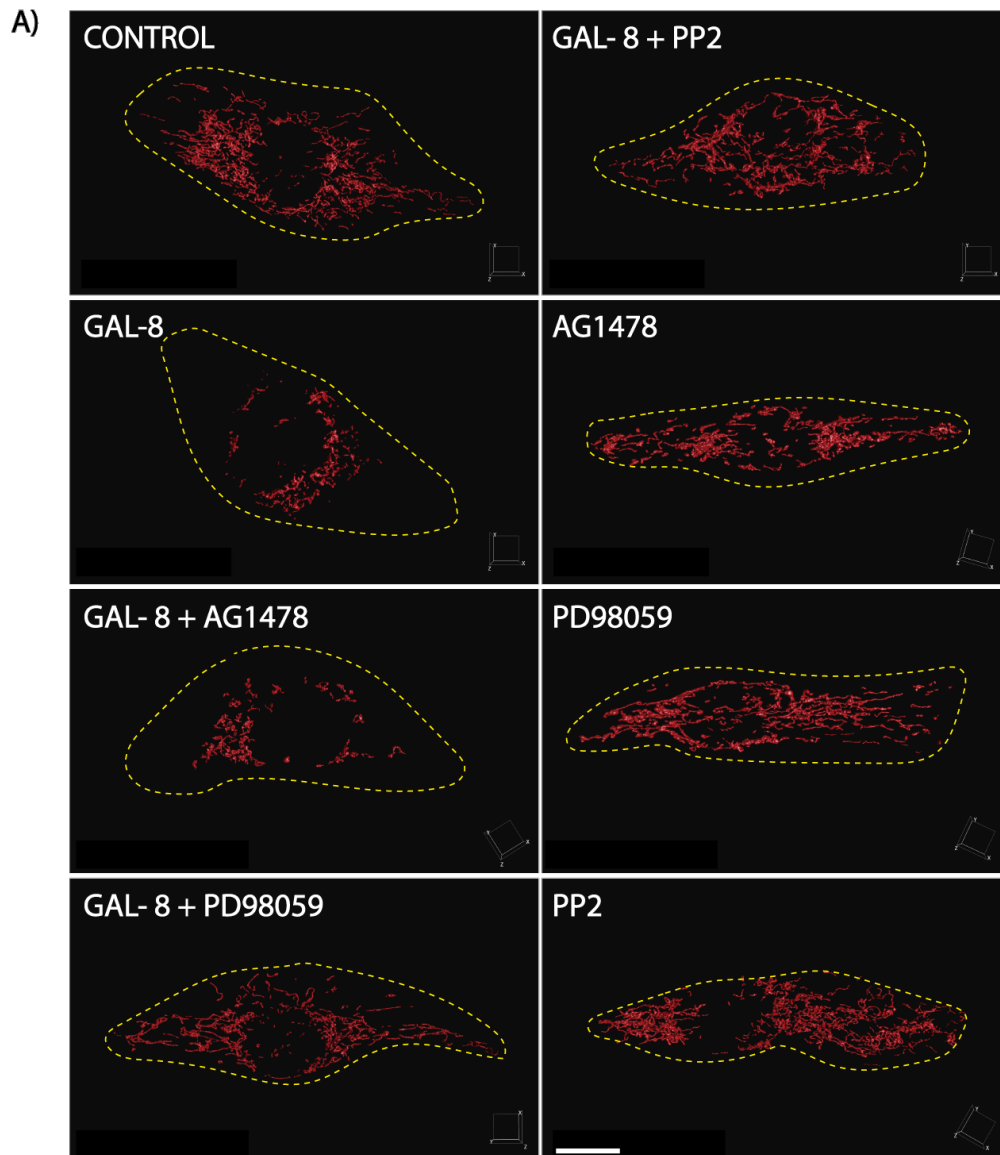 A)
CONTROL
GAL- 8 + PP2
GAL-8
AG1478
GAL- 8 + AG1478
PD98059
GAL- 8 + PD98059
PP2